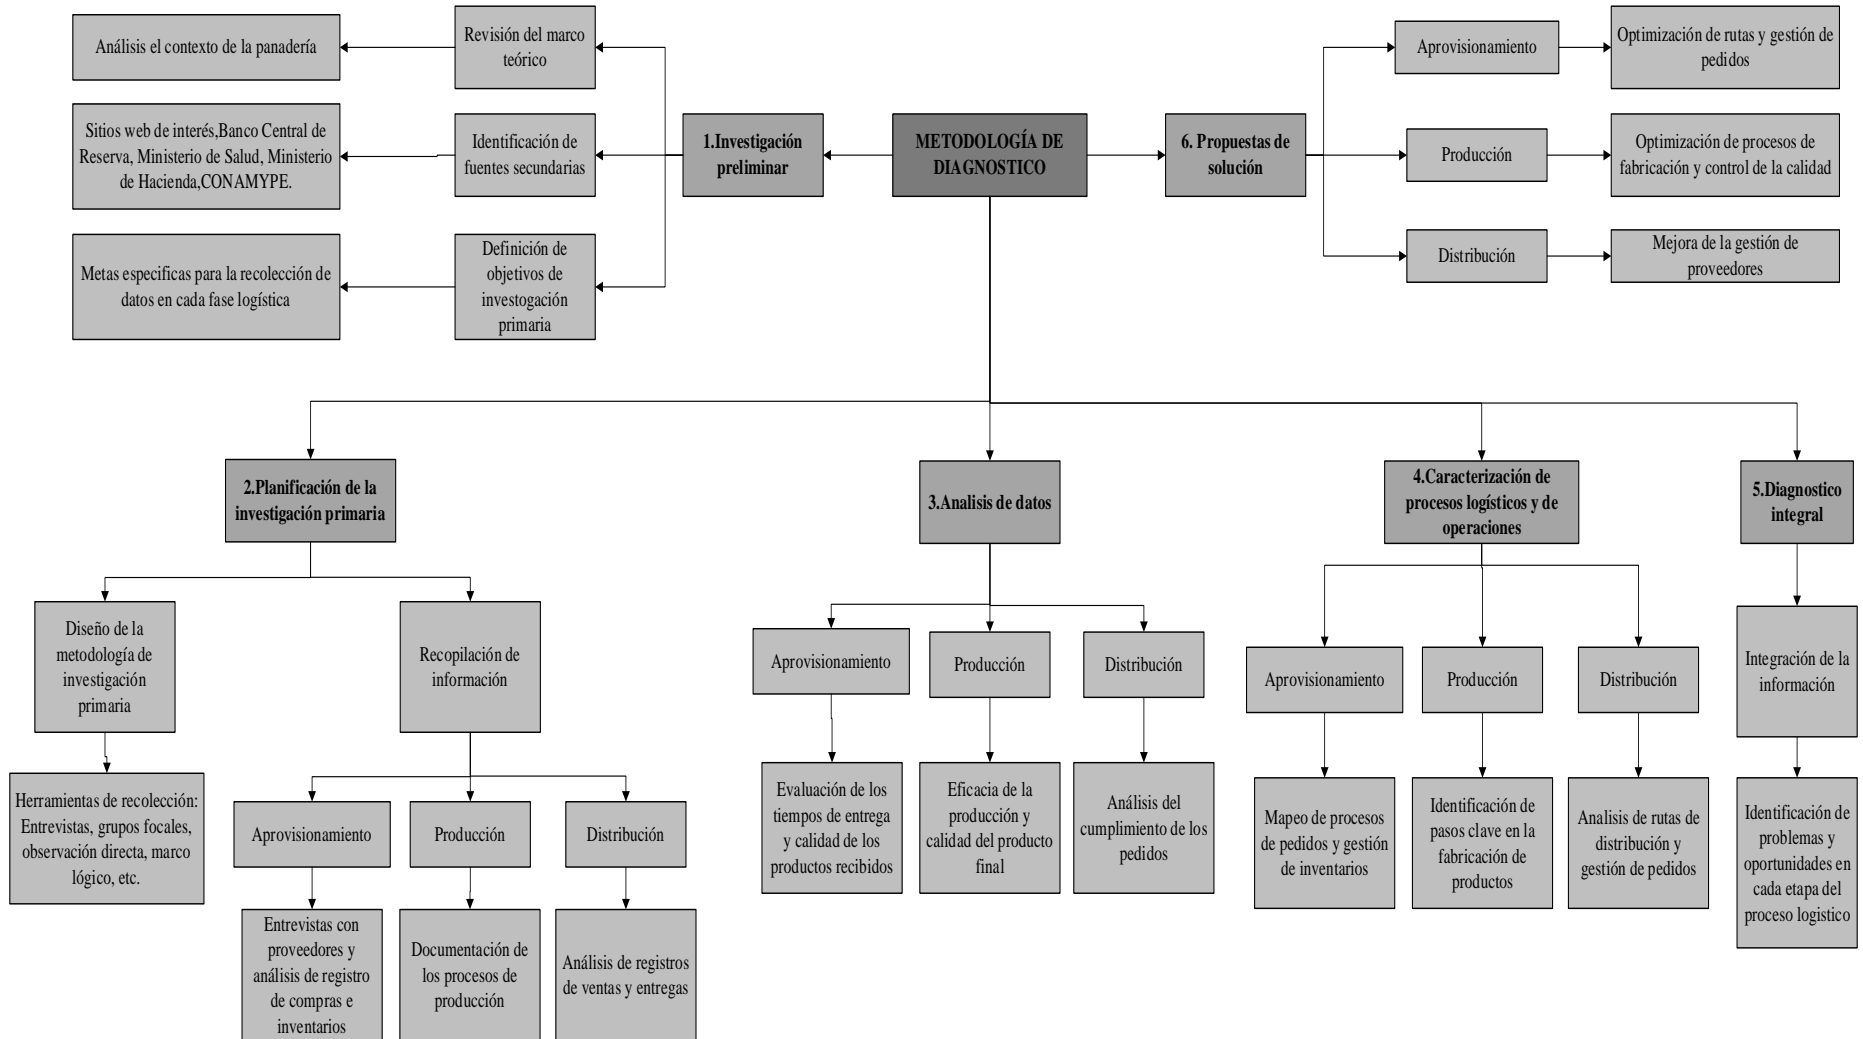 Análisis el contexto de la panadería
Revisión del marco
teórico
Sitios web de interés,Banco Central de
Reserva, Ministerio de Salud, Ministerio
de Hacienda,CONAMYPE.
Identificación de
fuentes secundarias
Metas especificas para la recolección de
datos en cada fase logística
Definición de
objetivos de
investogación
primaria
1.Investigación
preliminar
METODOLOGÍA DE
DIAGNOSTICO
6. Propuestas de
solución
Aprovisionamiento
Optimización de rutas y gestión de
pedidos
Producción
Optimización de procesos de
fabricación y control de la calidad
Distribución
Mejora de la gestión de
proveedores
2.Planificación de la
investigación primaria
Diseño de la
metodología de
investigación
primaria
Herramientas de recolección:
Entrevistas, grupos focales,
observación directa, marco
lógico, etc.
Recopilación de
información
Aprovisionamiento
Entrevistas con
proveedores y
análisis de registro
de compras e
inventarios
Producción
Documentación de
los procesos de
producción
Distribución
Análisis de registros
de ventas y entregas
3.Analisis de datos
Aprovisionamiento
Evaluación de los
tiempos de entrega
y calidad de los
productos recibidos
Producción
Eficacia de la
producción y
calidad del producto
final
Distribución
Análisis del
cumplimiento de los
pedidos
4.Caracterización de
procesos logísticos y de
operaciones
Aprovisionamiento
Mapeo de procesos
de pedidos y gestión
de inventarios
Producción
Identificación de
pasos clave en la
fabricación de
productos
Distribución
Analisis de rutas de
distribución y
gestión de pedidos
5.Diagnostico
integral
Integración de la
información
Identificación de
problemas y
oportunidades en
cada etapa del
proceso logistico